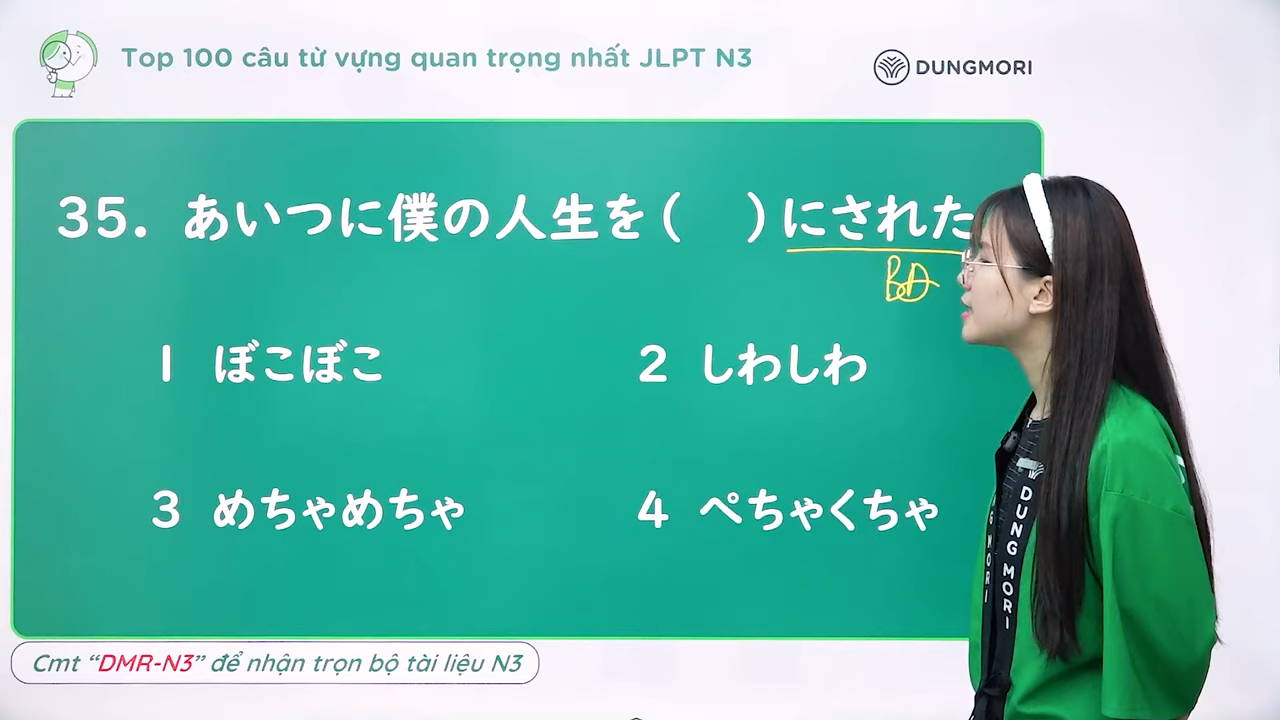 Top 100 câu từ vựng quan trọng nhất JLPT N3
DUNGMORI
35. あいつに僕の人生を(　)にされた
BĐ
1 ぼこぼこ
2 しわしわ
3 めちゃめちゃ
4 ぺちゃくちゃ
DUNG MORI
MORI
Cmt “DMR-N3” để nhận trọn bộ tài liệu N3